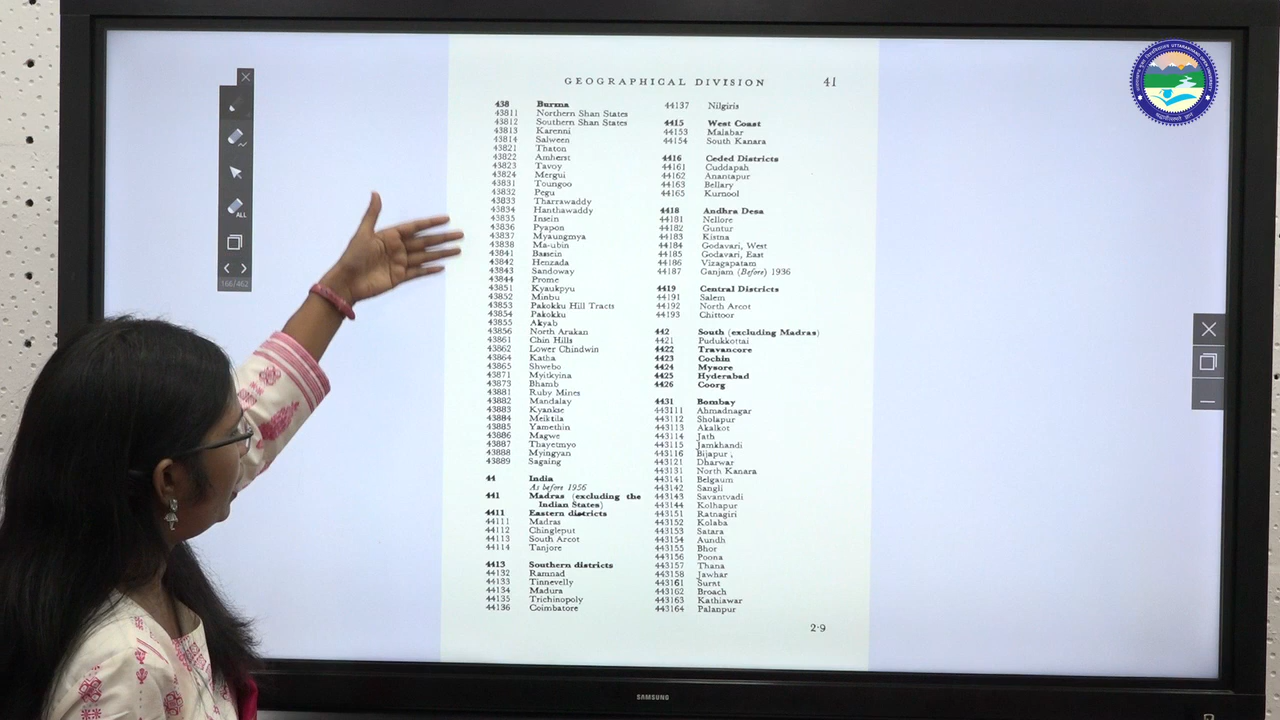 GEOGRAPHICAL DIVISION 41
438 Burma
43811 Northern Shan States
43812 Southern Shan States
43813 Karenni
43814 Salween
43821 Thaton
43822 Amherst
43823 Tavoy
43824 Mergui
43831 Toungoo
43832 Pegu
43833 Tharrawaddy
43834 Hanthawaddy
43835 Insein
43836 Pyapon
43837 Myaungmya
43838 Ma-ubin
43841 Bassein
43842 Henzada
43843 Sandoway
43844 Prome
43851 Kyaukpyu
43852 Minbu
43853 Pakokku Hill Tracts
43854 Pakokku
43855 Akyab
43856 North Arakan
43861 Chin Hills
43862 Lower Chindwin
43864 Katha
43865 Shwebo
43871 Myitkyina
43873 Bhamb
43881 Ruby Mines
43882 Mandalay
43883 Kyankse
43884 Meiktila
43885 Yamethin
43886 Magwe
43887 Thayetmyo
43888 Myingyan
43889 Sagaing
44 India
As before 1956
441 Madras (excluding the
Indian States)
4411 Eastern districts
44111 Madras
44112 Chingleput
44113 South Arcot
44114 Tanjore
4413 Southern districts
44132 Ramnad
44133 Tinnevelly
44134 Madura
44135 Trichinopoly
44136 Coimbatore
44137 Nilgiris
4415 West Coast
44153 Malabar
44154 South Kanara
4416 Ceded Districts
44161 Cuddapah
44162 Anantapur
44163 Bellary
44165 Kurnool
4418 Andhra Desa
44181 Nellore
44182 Guntur
44183 Kistna
44184 Godavari, West
44185 Godavari, East
44186 Vizagapatam
44187 Ganjam (Before) 1936
4419 Central Districts
44191 Salem
44192 North Arcot
44193 Chittoor
442 South (excluding Madras)
4421 Pudukkottai
4422 Travancore
4423 Cochin
4424 Mysore
4425 Hyderabad
4426 Coorg
4431 Bombay
443111 Ahmadnagar
443112 Sholapur
443113 Akalkot
443114 Jath
443115 Jamkhandi
443116 Bijapur ,
443121 Dharwar
443131 North Kanara
443141 Belgaum
443142 Sangli
443143 Savantvadi
443144 Kolhapur
443151 Ratnagiri
443152 Kolaba
443153 Satara
443154 Aundh
443155 Bhor
443156 Poona
443157 Thana
443158 Jawhar
443161 Surat
443162 Broach
443163 Kathiawar
443164 Palanpur
2·9
ALL
166/462
SAMSUNG